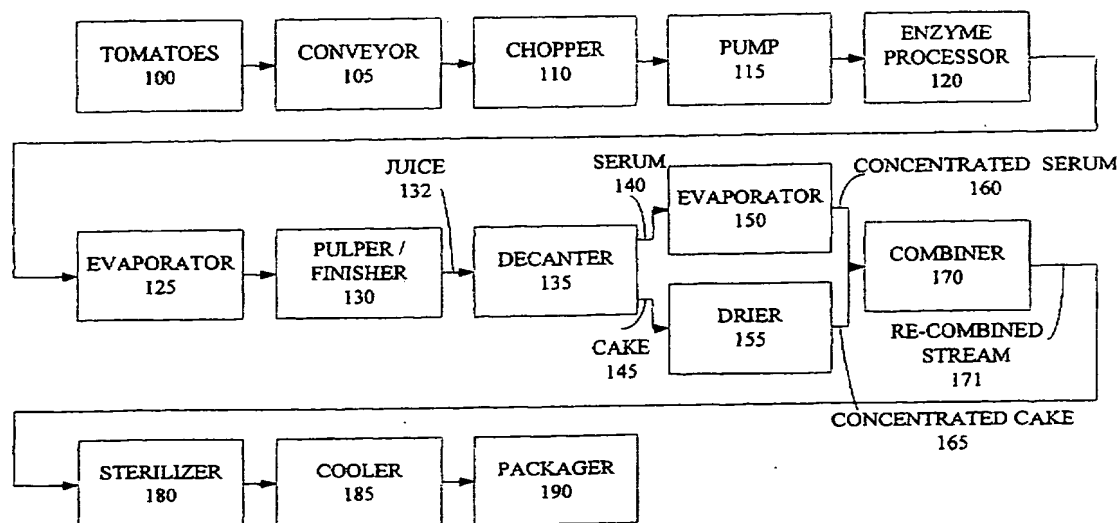 TOMATOES
100
CONVEYOR
105
CHOPPER
110
PUMP
115
ENZYME
PROCESSOR
120
JUICE
132
SERUM
140
CONCENTRATED SERUM
160
EVAPORATOR
125
PULPER /
FINISHER
130
DECANTER
135
EVAPORATOR
150
COMBINER
170
CAKE
145
DRIER
155
RE-COMBINED
STREAM
171
CONCENTRATED CAKE
165
STERILIZER
180
COOLER
185
PACKAGER
190